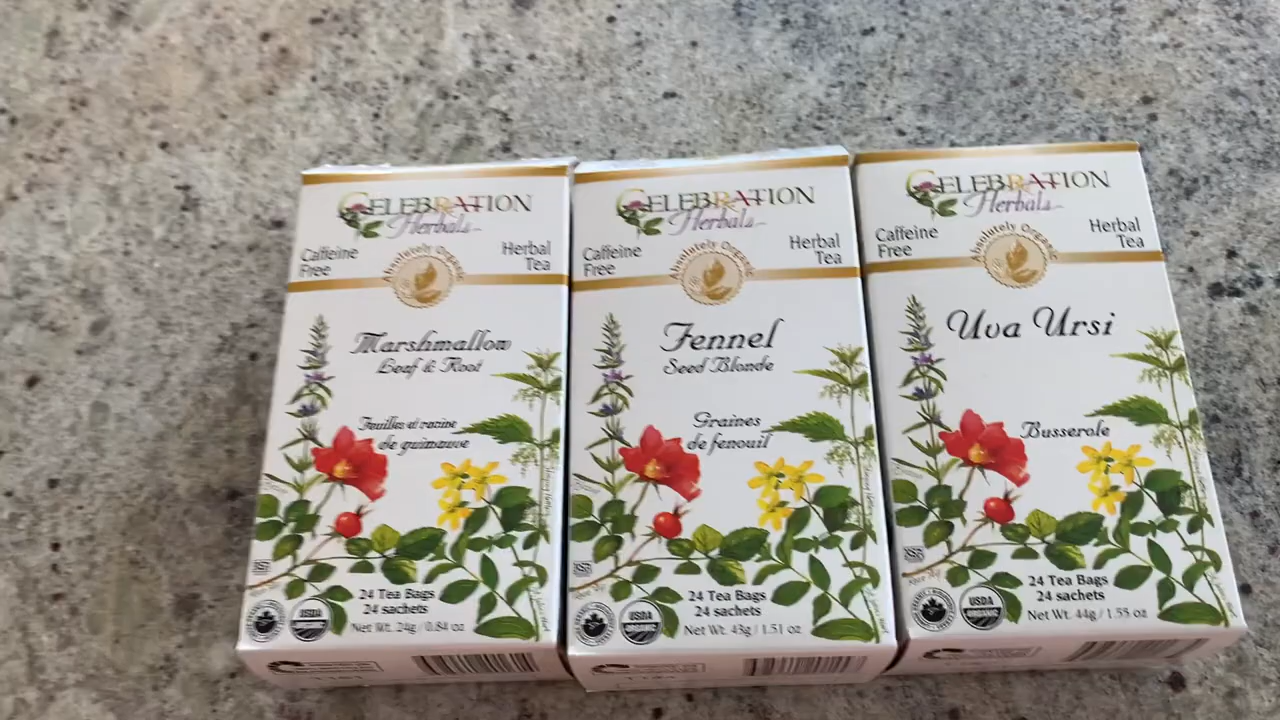 CELEBRATION
Herbals
Caffeine
Free
Herbal
Tea
Absolutely Organic
Marshmallow
Leaf & Root
Feuilles et racine
de guimauve
24 Tea Bags
24 sachets
Net Wt. 24g / 0.84 oz
USDA
ORGANIC
CELEBRATION
Herbals
Caffeine
Free
Herbal
Tea
Absolutely Organic
Fennel
Seed Blonde
Graines
de fenouil
24 Tea Bags
24 sachets
Net Wt. 43g / 1.51 oz
USDA
ORGANIC
CELEBRATION
Herbals
Caffeine
Free
Herbal
Tea
Absolutely Organic
Uva Ursi
Busserole
24 Tea Bags
24 sachets
Net Wt. 44g / 1.55 oz
USDA
ORGANIC